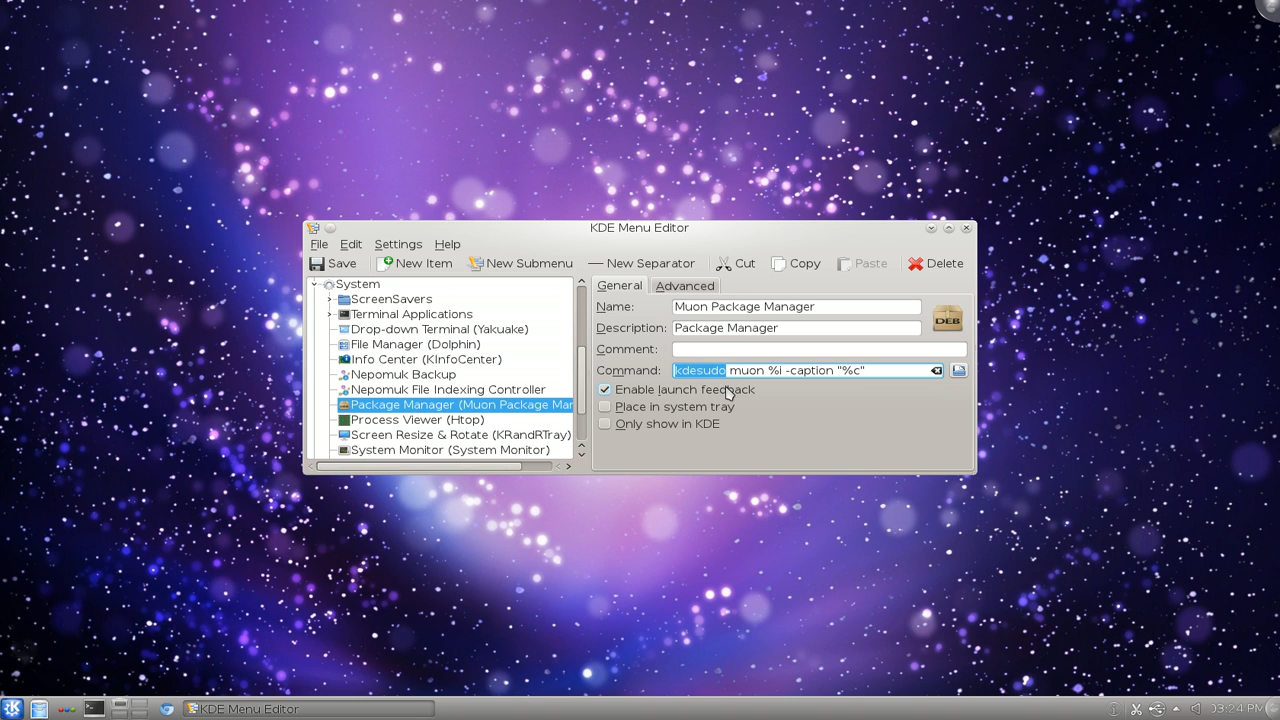 KDE Menu Editor
File Edit Settings Help
Save New Item New Submenu New Separator Cut Copy Paste Delete
System
ScreenSavers
Terminal Applications
Drop-down Terminal (Yakuake)
File Manager (Dolphin)
Info Center (KInfoCenter)
Nepomuk Backup
Nepomuk File Indexing Controller
Package Manager (Muon Package Mar
Process Viewer (Htop)
Screen Resize & Rotate (KRandRTray)
System Monitor (System Monitor)
General Advanced
Name: Muon Package Manager
DEB
Description: Package Manager
Comment:
Command: kdesudo muon %i -caption "%c"
Enable launch feedback
Place in system tray
Only show in KDE
KDE Menu Editor
03:24 PM